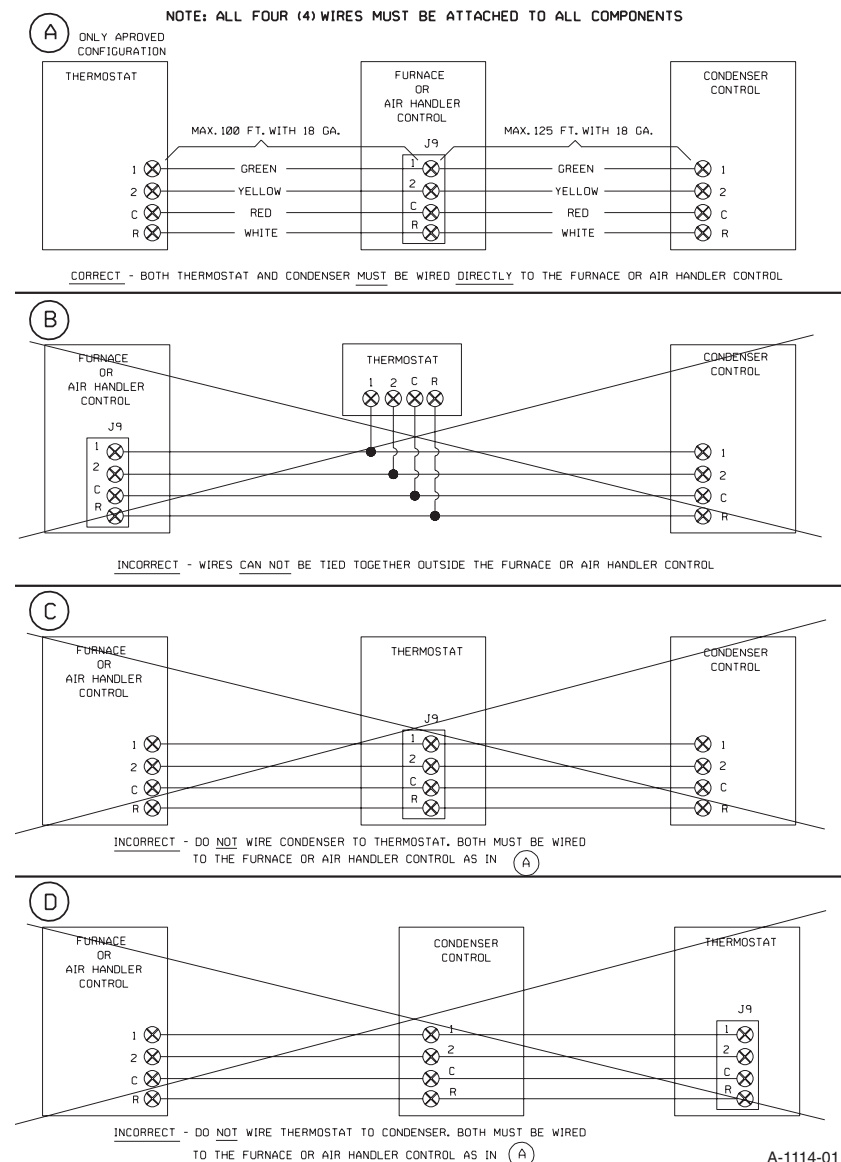 NOTE: ALL FOUR (4) WIRES MUST BE ATTACHED TO ALL COMPONENTS
A
ONLY APROVED
CONFIGURATION
THERMOSTAT
FURNACE
OR
AIR HANDLER
CONTROL
CONDENSER
CONTROL
MAX. 100 FT. WITH 18 GA.
J9
MAX. 125 FT. WITH 18 GA.
1 GREEN 1 GREEN 1
2 YELLOW 2 YELLOW 2
C RED C RED C
R WHITE R WHITE R
CORRECT - BOTH THERMOSTAT AND CONDENSER MUST BE WIRED DIRECTLY TO THE FURNACE OR AIR HANDLER CONTROL
B
FURNACE
OR
AIR HANDLER
CONTROL
THERMOSTAT
1 2 C R
CONDENSER
CONTROL
J9
1 1
2 2
C C
R R
INCORRECT - WIRES CAN NOT BE TIED TOGETHER OUTSIDE THE FURNACE OR AIR HANDLER CONTROL
C
FURNACE
OR
AIR HANDLER
CONTROL
THERMOSTAT
CONDENSER
CONTROL
J9
1 1 1
2 2 2
C C C
R R R
INCORRECT - DO NOT WIRE CONDENSER TO THERMOSTAT. BOTH MUST BE WIRED
TO THE FURNACE OR AIR HANDLER CONTROL AS IN A
D
FURNACE
OR
AIR HANDLER
CONTROL
CONDENSER
CONTROL
THERMOSTAT
J9
1 1 1
2 2 2
C C C
R R R
INCORRECT - DO NOT WIRE THERMOSTAT TO CONDENSER. BOTH MUST BE WIRED
TO THE FURNACE OR AIR HANDLER CONTROL AS IN A
A-1114-01